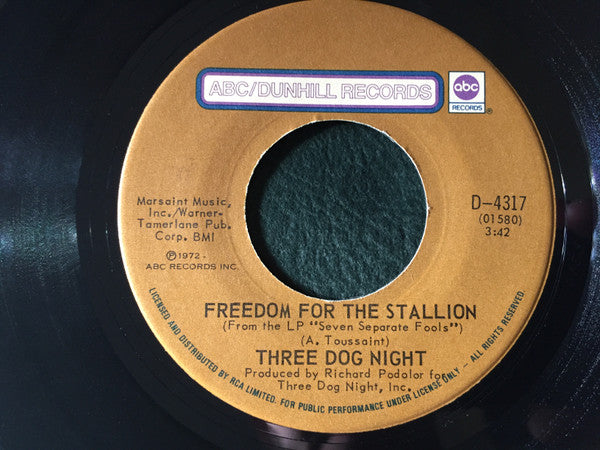 ABC/DUNHILL RECORDS
abc
RECORDS
®
Marsaint Music,
Inc./Warner-
Tamerlane Pub.
Corp. BMI
℗1972-
ABC RECORDS INC.
D-4317
(01580)
3:42
FREEDOM FOR THE STALLION
(From the LP "Seven Separate Fools")
(A. Toussaint)
THREE DOG NIGHT
Produced by Richard Podolor for
Three Dog Night, Inc.
LICENSED AND DISTRIBUTED BY RCA LIMITED. FOR PUBLIC PERFORMANCE UNDER LICENSE ONLY - ALL RIGHTS RESERVED.